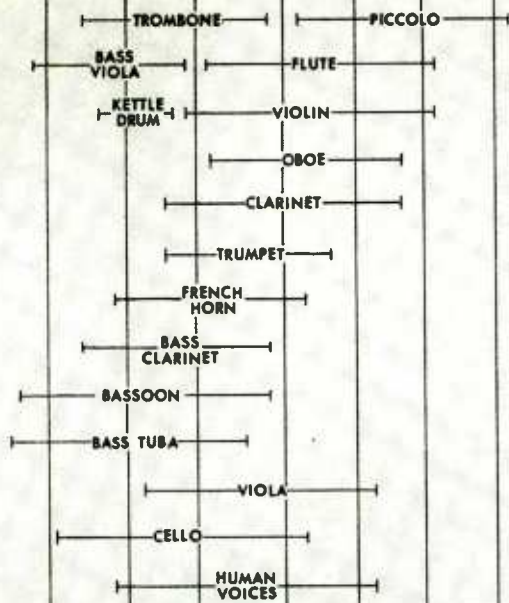 TROMBONE PICCOLO
BASS
VIOLA
FLUTE
KETTLE
DRUM
VIOLIN
OBOE
CLARINET
TRUMPET
FRENCH
HORN
BASS
CLARINET
BASSOON
BASS TUBA
VIOLA
CELLO
HUMAN
VOICES